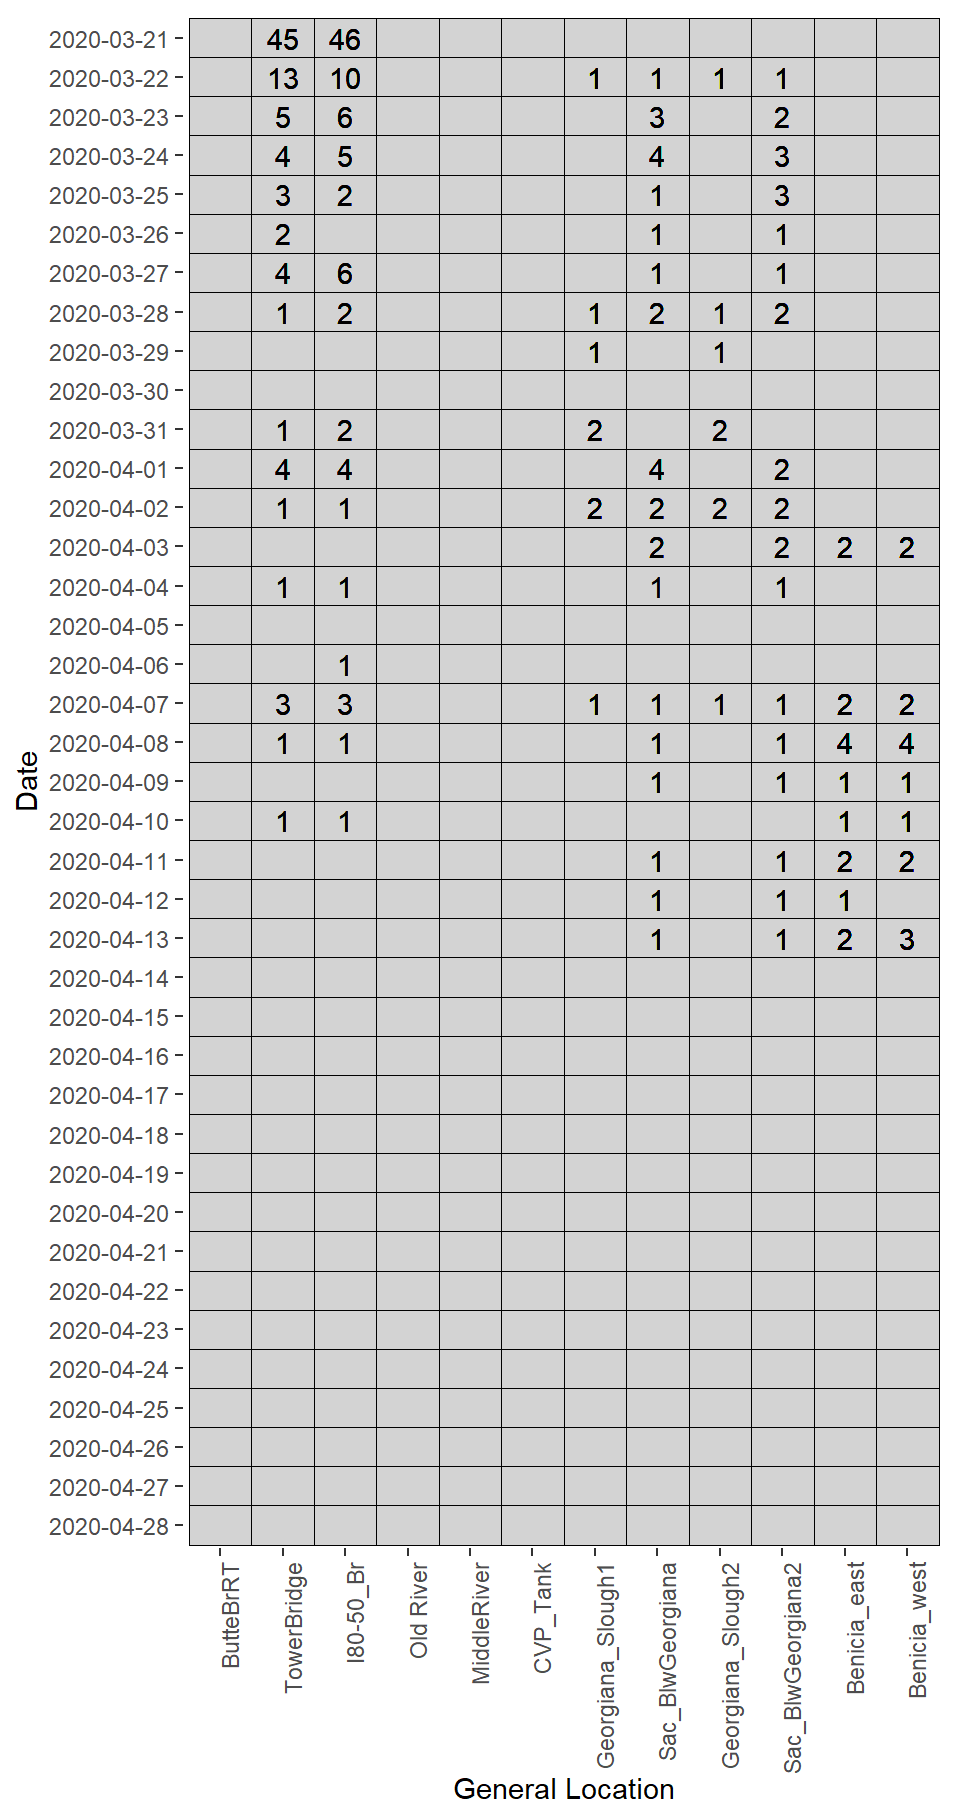 2020-03-21 45 46
2020-03-22 13 10 1 1 1 1
2020-03-23 5 6 3 2
2020-03-24 4 5 4 3
2020-03-25 3 2 1 3
2020-03-26 2 1 1
2020-03-27 4 6 1 1
2020-03-28 1 2 1 2 1 2
2020-03-29 1 1
2020-03-30
2020-03-31 1 2 2 2
2020-04-01 4 4 4 2
2020-04-02 1 1 2 2 2 2
2020-04-03 2 2 2 2
2020-04-04 1 1 1 1
2020-04-05
2020-04-06 1
2020-04-07 3 3 1 1 1 1 2 2
2020-04-08 1 1 1 1 4 4
2020-04-09 1 1 1 1
2020-04-10 1 1 1 1
2020-04-11 1 1 2 2
2020-04-12 1 1 1
2020-04-13 1 1 2 3
2020-04-14
2020-04-15
2020-04-16
2020-04-17
2020-04-18
2020-04-19
2020-04-20
2020-04-21
2020-04-22
2020-04-23
2020-04-24
2020-04-25
2020-04-26
2020-04-27
2020-04-28
Date
ButteBrRT
TowerBridge
I80-50_Br
Old River
MiddleRiver
CVP_Tank
Georgiana_Slough1
Sac_BlwGeorgiana
Georgiana_Slough2
Sac_BlwGeorgiana2
Benicia_east
Benicia_west
General Location